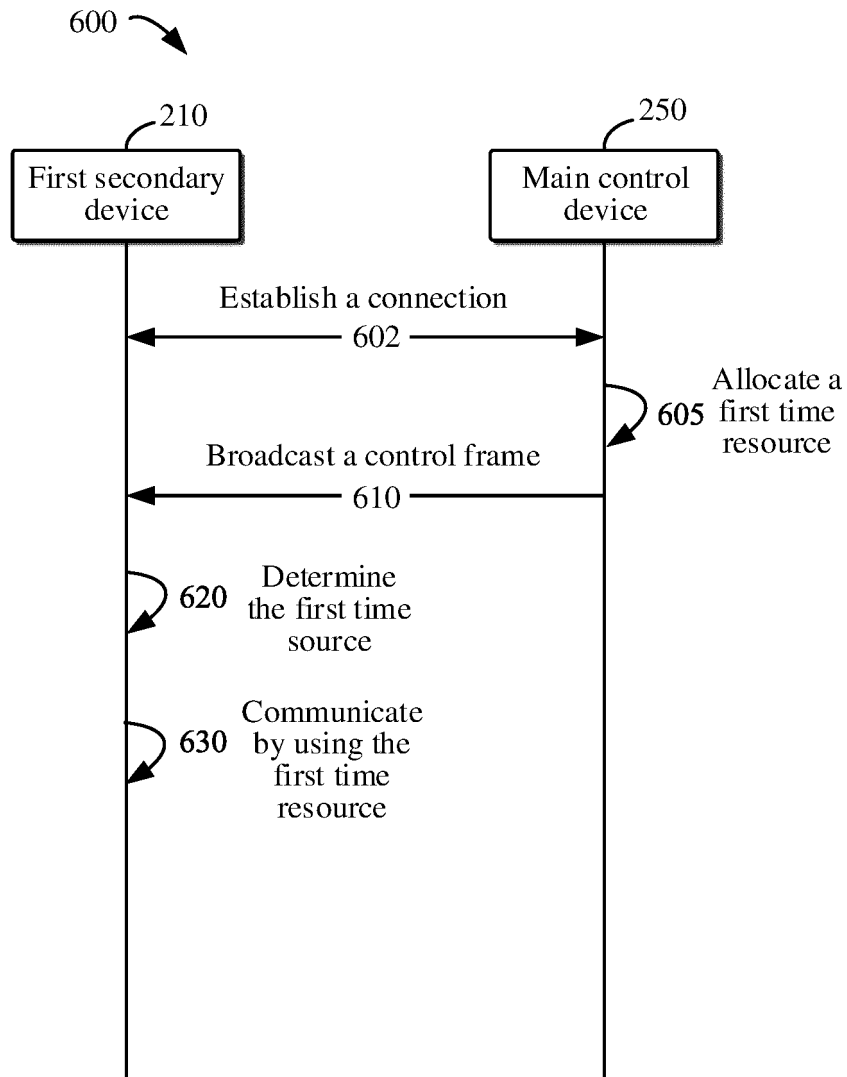 600
210
250
First secondary
device
Main control
device
Establish a connection
602
Allocate a
605 first time
resource
Broadcast a control frame
610
Determine
620 the first time
source
Communicate
630 by using the
first time
resource